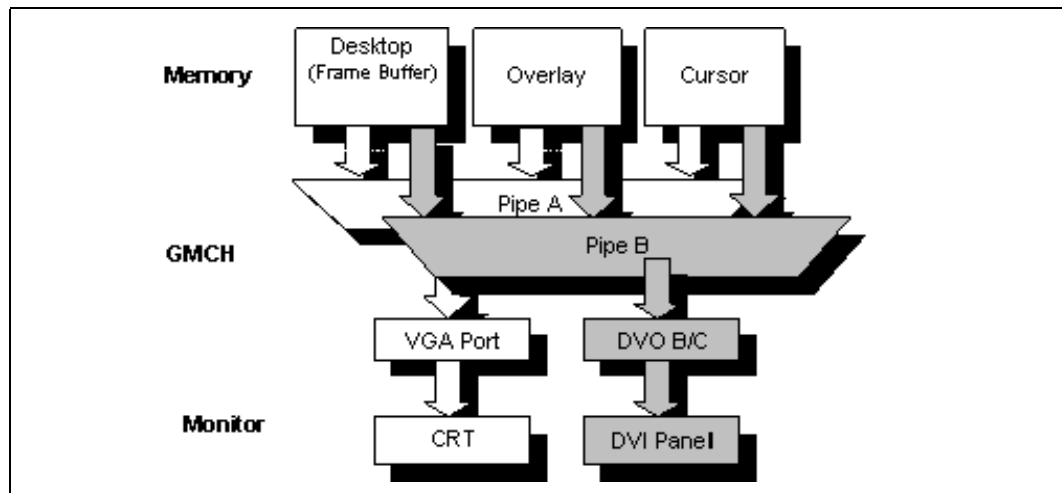 Memory
Desktop
(Frame Buffer)
Overlay
Cursor
Pipe A
GMCH
Pipe B
VGA Port
DVO B/C
Monitor
CRT
DVI Panel